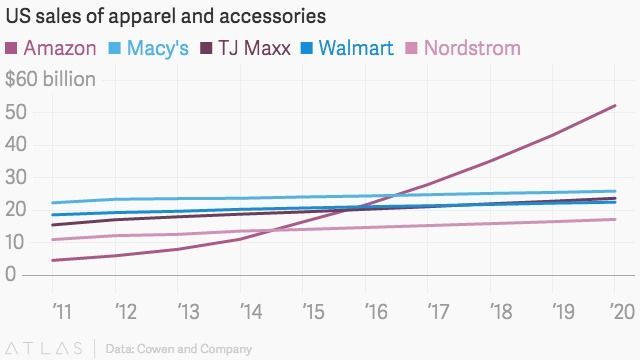 US sales of apparel and accessories
Amazon Macy's TJ Maxx Walmart Nordstrom
$60 billion
50
40
30
20
10
0
'11 '12 '13 '14 '15 '16 '17 '18 '19 '20
ATLAS Data: Cowen and Company